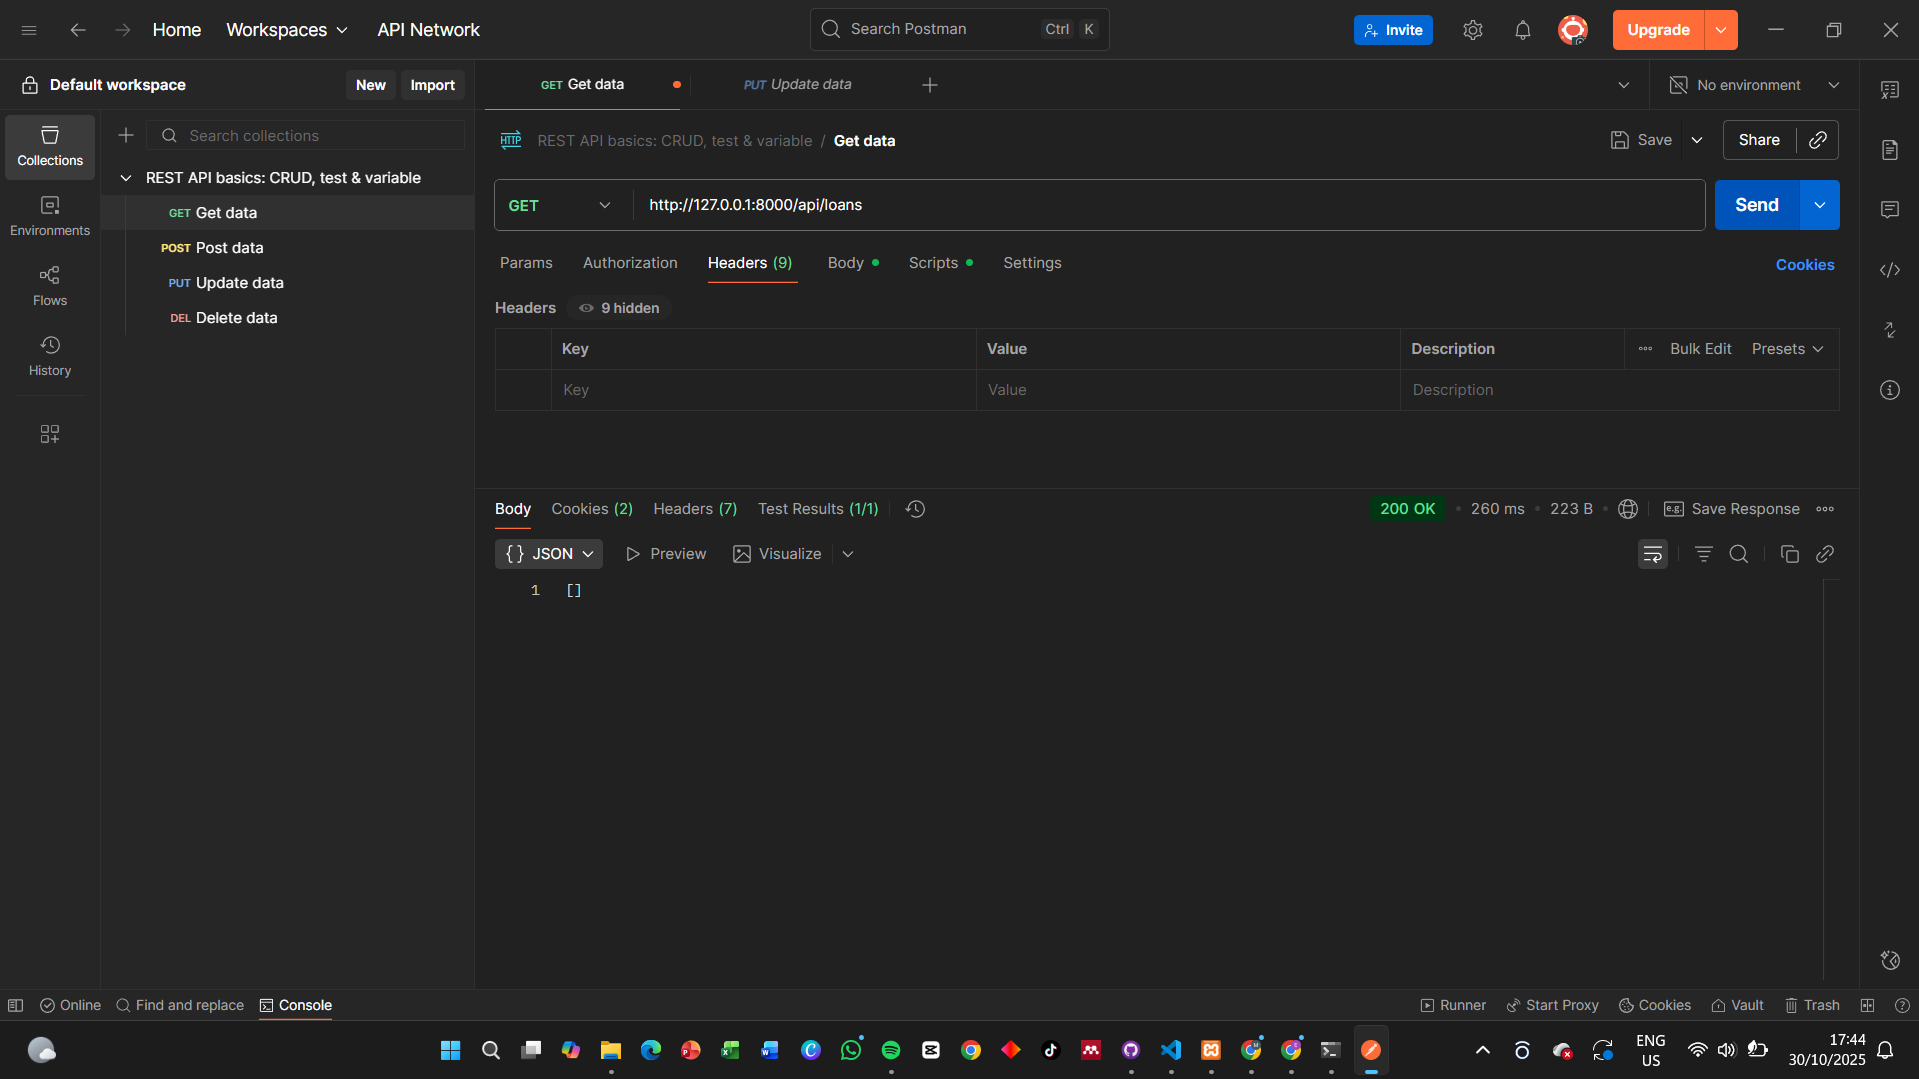 Home
Workspaces
API Network
Search Postman
Ctrl K
Invite
Upgrade
Default workspace
New
Import
GET Get data
PUT Update data
No environment
Collections
Environments
Flows
History
Search collections
REST API basics: CRUD, test & variable
GET Get data
POST Post data
PUT Update data
DEL Delete data
HTTP REST API basics: CRUD, test & variable / Get data
Save
Share
GET
http://127.0.0.1:8000/api/loans
Send
Params
Authorization
Headers (9)
Body
Scripts
Settings
Cookies
Headers
9 hidden
Key
Value
Description
Bulk Edit
Presets
Key
Value
Description
Body
Cookies (2)
Headers (7)
Test Results (1/1)
200 OK
260 ms
223 B
e.g. Save Response
{} JSON
Preview
Visualize
1 []
Online
Find and replace
Console
Runner
Start Proxy
Cookies
Vault
Trash
ENG
US
17:44
30/10/2025